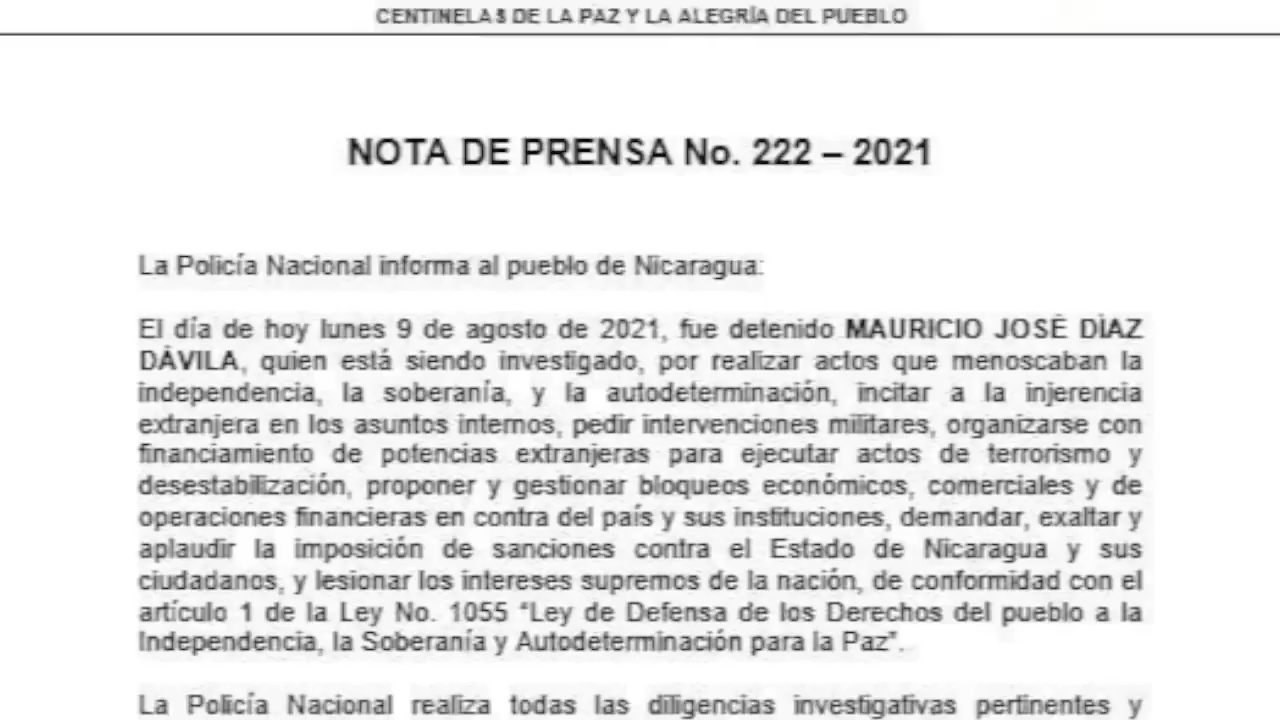 CENTINELAS DE LA PAZ Y LA ALEGRÍA DEL PUEBLO
NOTA DE PRENSA No. 222 – 2021
La Policía Nacional informa al pueblo de Nicaragua:
El día de hoy lunes 9 de agosto de 2021, fue detenido MAURICIO JOSÉ DÍAZ
DÁVILA, quien está siendo investigado, por realizar actos que menoscaban la
independencia, la soberanía, y la autodeterminación, incitar a la injerencia
extranjera en los asuntos internos, pedir intervenciones militares, organizarse con
financiamiento de potencias extranjeras para ejecutar actos de terrorismo y
desestabilización, proponer y gestionar bloqueos económicos, comerciales y de
operaciones financieras en contra del país y sus instituciones, demandar, exaltar y
aplaudir la imposición de sanciones contra el Estado de Nicaragua y sus
ciudadanos, y lesionar los intereses supremos de la nación, de conformidad con el
artículo 1 de la Ley No. 1055 “Ley de Defensa de los Derechos del pueblo a la
Independencia, la Soberanía y Autodeterminación para la Paz”.
La Policía Nacional realiza todas las diligencias investigativas pertinentes y